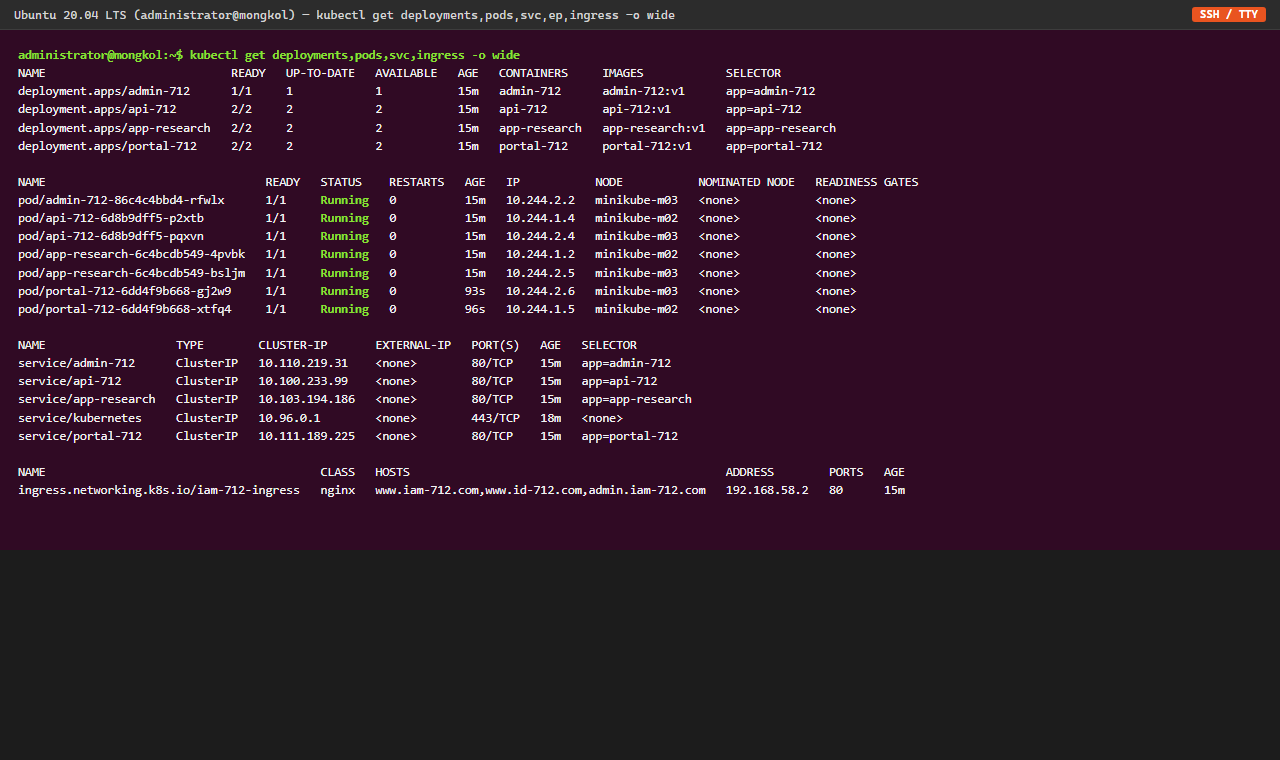 Ubuntu 20.04 LTS (administrator@mongkol) — kubectl get deployments,pods,svc,ep,ingress -o wide
SSH / TTY
administrator@mongkol:~$ kubectl get deployments,pods,svc,ingress -o wide
NAME READY UP-TO-DATE AVAILABLE AGE CONTAINERS IMAGES SELECTOR
deployment.apps/admin-712 1/1 1 1 15m admin-712 admin-712:v1 app=admin-712
deployment.apps/api-712 2/2 2 2 15m api-712 api-712:v1 app=api-712
deployment.apps/app-research 2/2 2 2 15m app-research app-research:v1 app=app-research
deployment.apps/portal-712 2/2 2 2 15m portal-712 portal-712:v1 app=portal-712
NAME READY STATUS RESTARTS AGE IP NODE NOMINATED NODE READINESS GATES
pod/admin-712-86c4c4bbd4-rfwlx 1/1 Running 0 15m 10.244.2.2 minikube-m03 <none> <none>
pod/api-712-6d8b9dff5-p2xtb 1/1 Running 0 15m 10.244.1.4 minikube-m02 <none> <none>
pod/api-712-6d8b9dff5-pqxvn 1/1 Running 0 15m 10.244.2.4 minikube-m03 <none> <none>
pod/app-research-6c4bcdb549-4pvbk 1/1 Running 0 15m 10.244.1.2 minikube-m02 <none> <none>
pod/app-research-6c4bcdb549-bsljm 1/1 Running 0 15m 10.244.2.5 minikube-m03 <none> <none>
pod/portal-712-6dd4f9b668-gj2w9 1/1 Running 0 93s 10.244.2.6 minikube-m03 <none> <none>
pod/portal-712-6dd4f9b668-xtfq4 1/1 Running 0 96s 10.244.1.5 minikube-m02 <none> <none>
NAME TYPE CLUSTER-IP EXTERNAL-IP PORT(S) AGE SELECTOR
service/admin-712 ClusterIP 10.110.219.31 <none> 80/TCP 15m app=admin-712
service/api-712 ClusterIP 10.100.233.99 <none> 80/TCP 15m app=api-712
service/app-research ClusterIP 10.103.194.186 <none> 80/TCP 15m app=app-research
service/kubernetes ClusterIP 10.96.0.1 <none> 443/TCP 18m <none>
service/portal-712 ClusterIP 10.111.189.225 <none> 80/TCP 15m app=portal-712
NAME CLASS HOSTS ADDRESS PORTS AGE
ingress.networking.k8s.io/iam-712-ingress nginx www.iam-712.com,www.id-712.com,admin.iam-712.com 192.168.58.2 80 15m